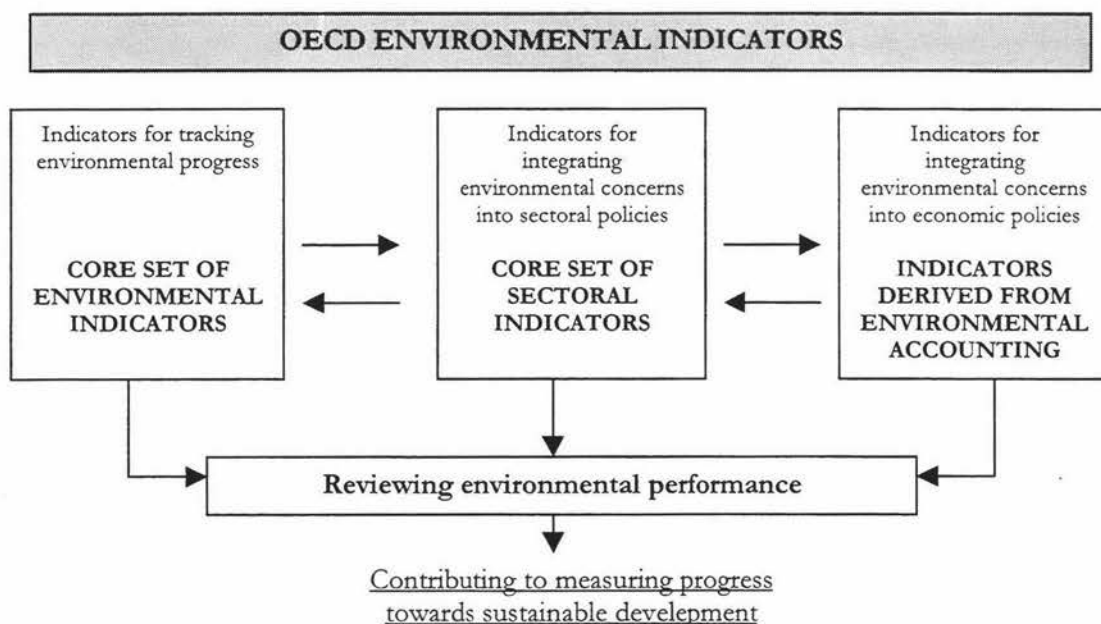 OECD ENVIRONMENTAL INDICATORS
Indicators for tracking
environmental progress
CORE SET OF
ENVIRONMENTAL
INDICATORS
Indicators for
integrating
environmental concerns
into sectoral policies
CORE SET OF
SECTORAL
INDICATORS
Indicators for
integrating
environmental concerns
into economic policies
INDICATORS
DERIVED FROM
ENVIRONMENTAL
ACCOUNTING
Reviewing environmental performance
Contributing to measuring progress
towards sustainable development